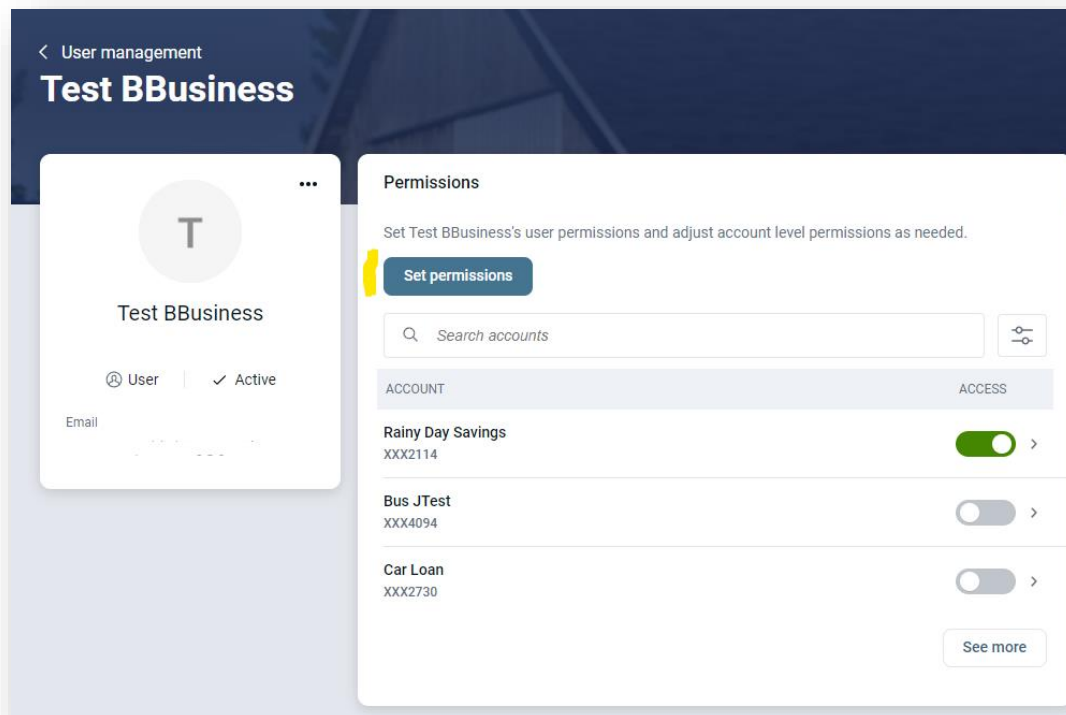 User management
Test BBusiness
T
Test BBusiness
User
Active
Email
Permissions
Set Test BBusiness's user permissions and adjust account level permissions as needed.
Set permissions
Search accounts
ACCOUNT ACCESS
Rainy Day Savings
XXX2114
Bus JTest
XXX4094
Car Loan
XXX2730
See more